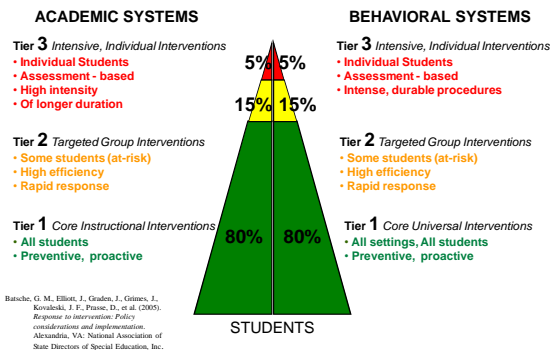 ACADEMIC SYSTEMS
Tier 3 Intensive, Individual Interventions
• Individual Students
• Assessment - based
• High intensity
• Of longer duration
Tier 2 Targeted Group Interventions
• Some students (at-risk)
• High efficiency
• Rapid response
Tier 1 Core Instructional Interventions
• All students
• Preventive, proactive
5% 5%
15% 15%
80% 80%
STUDENTS
BEHAVIORAL SYSTEMS
Tier 3 Intensive, Individual Interventions
• Individual Students
• Assessment - based
• Intense, durable procedures
Tier 2 Targeted Group Interventions
• Some students (at-risk)
• High efficiency
• Rapid response
Tier 1 Core Universal Interventions
• All settings, All students
• Preventive, proactive
Batsche, G. M., Elliott, J., Graden, J., Grimes, J.,
Kovaleski, J. F., Prasse, D., et al. (2005).
Response to intervention: Policy
considerations and implementation.
Alexandria, VA: National Association of
State Directors of Special Education, Inc.